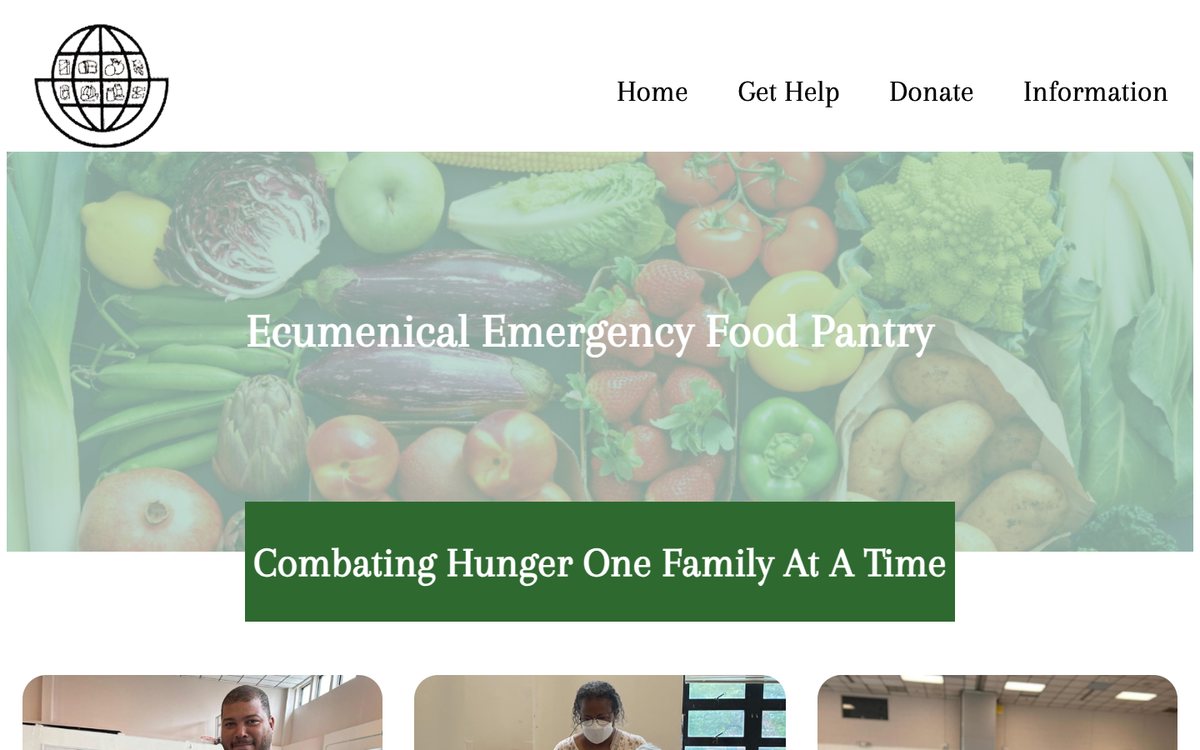 Home
Get Help
Donate
Information
Ecumenical Emergency Food Pantry
Combating Hunger One Family At A Time